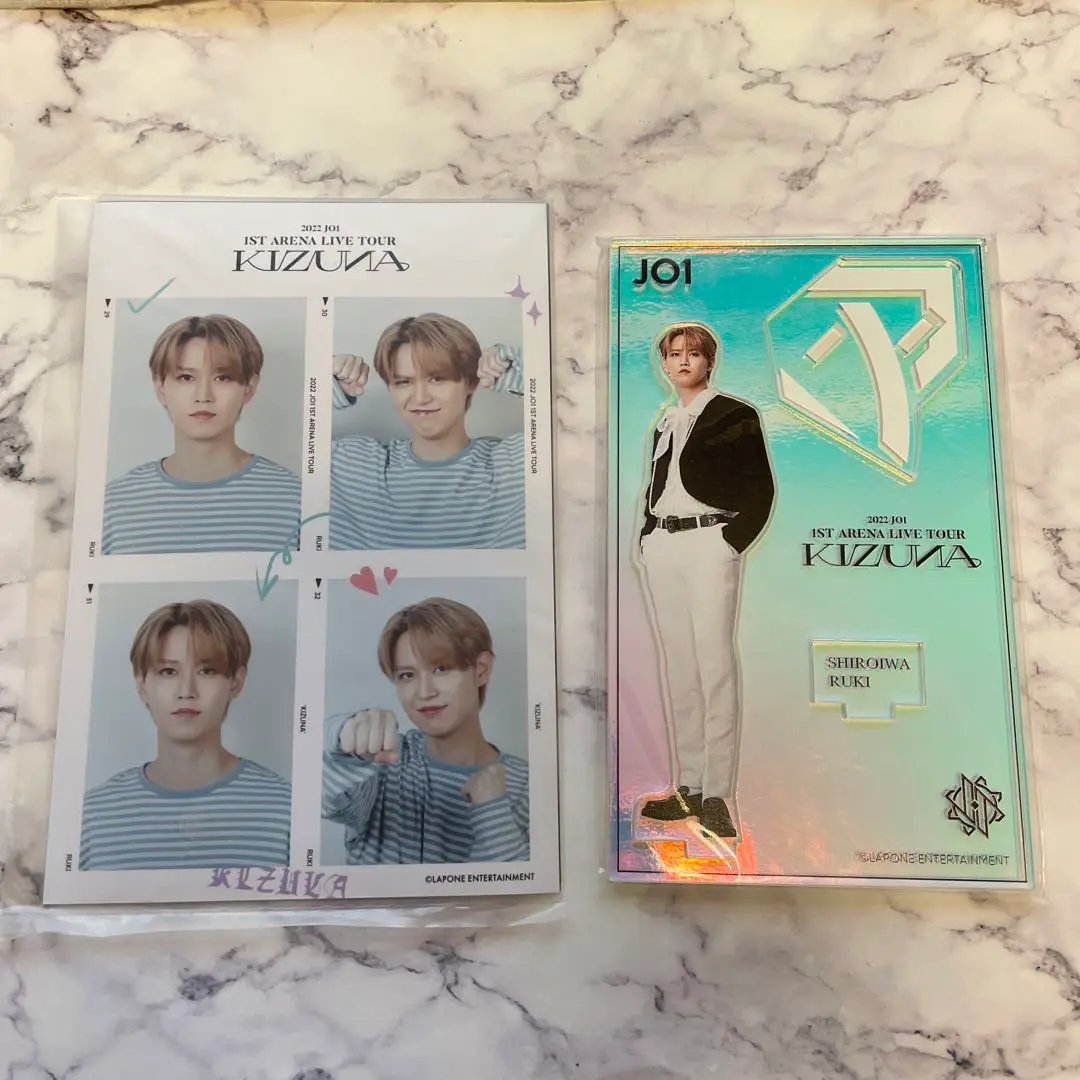 2022 JO1
1ST ARENA LIVE TOUR
KIZUNA
29
30
2022 JO1 1ST ARENA LIVE TOUR
2022 JO1 1ST ARENA LIVE TOUR
RUKI
RUKI
31
32
'KIZUNA'
'KIZUNA'
RUKI
RUKI
KIZUNA
©LAPONE ENTERTAINMENT
JO1
2022 JO1
1ST ARENA LIVE TOUR
KIZUNA
SHIROIWA
RUKI
©LAPONE ENTERTAINMENT